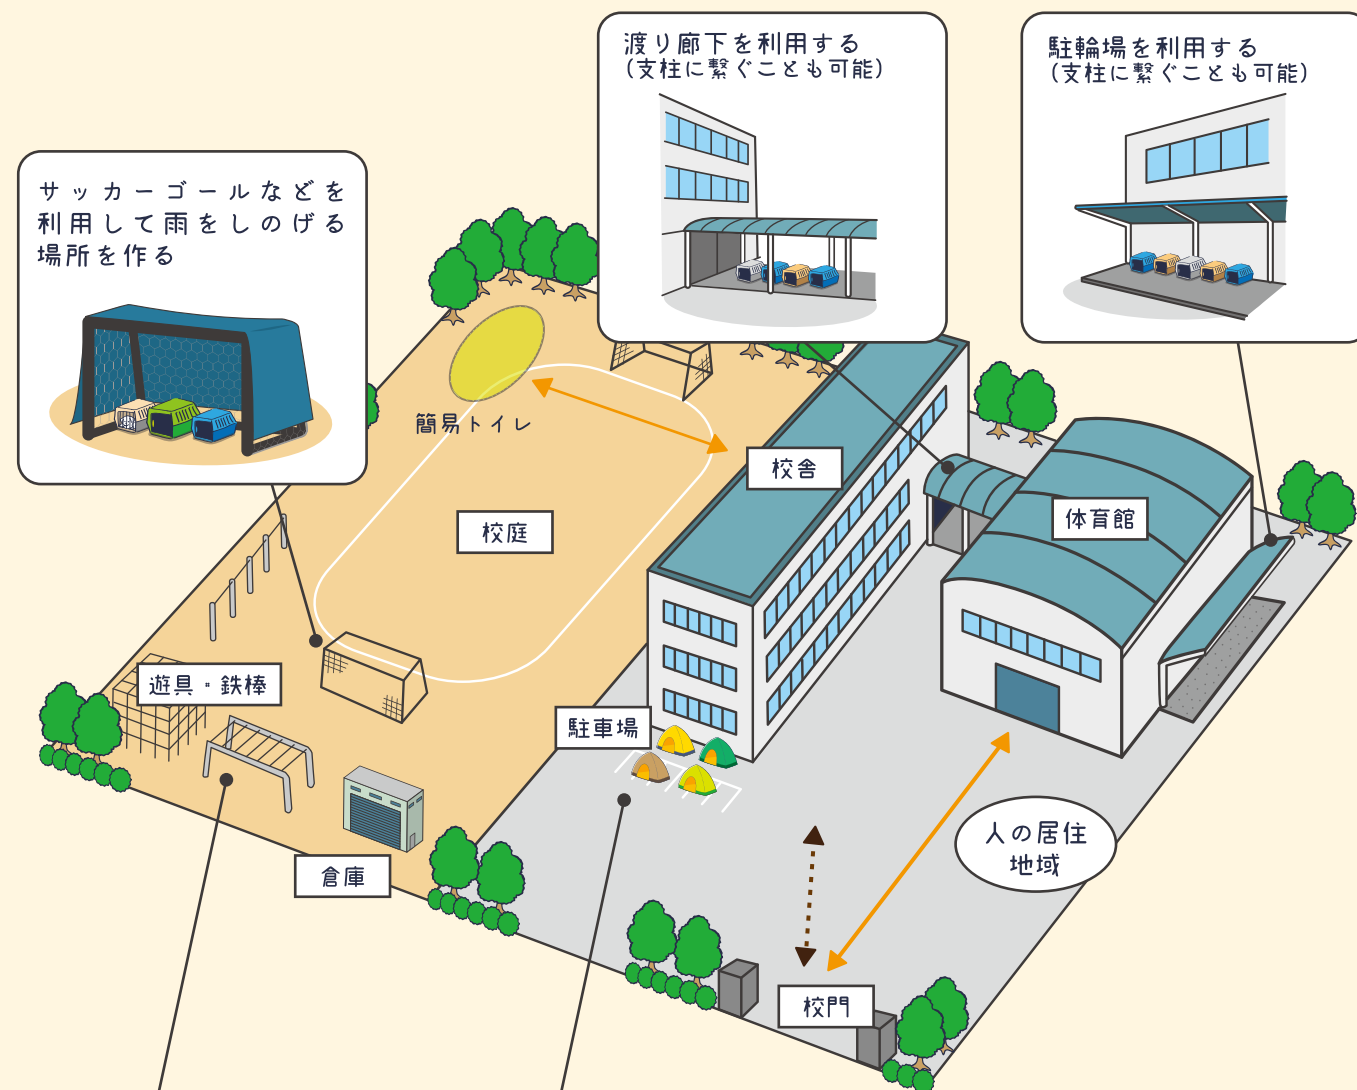 渡り廊下を利用する
(支柱に繋ぐことも可能)
駐輪場を利用する
(支柱に繋ぐことも可能)
サッカーゴールなどを
利用して雨をしのげる
場所を作る
簡易トイレ
校舎
体育館
校庭
遊具・鉄棒
駐車場
倉庫
人の居住
地域
校門